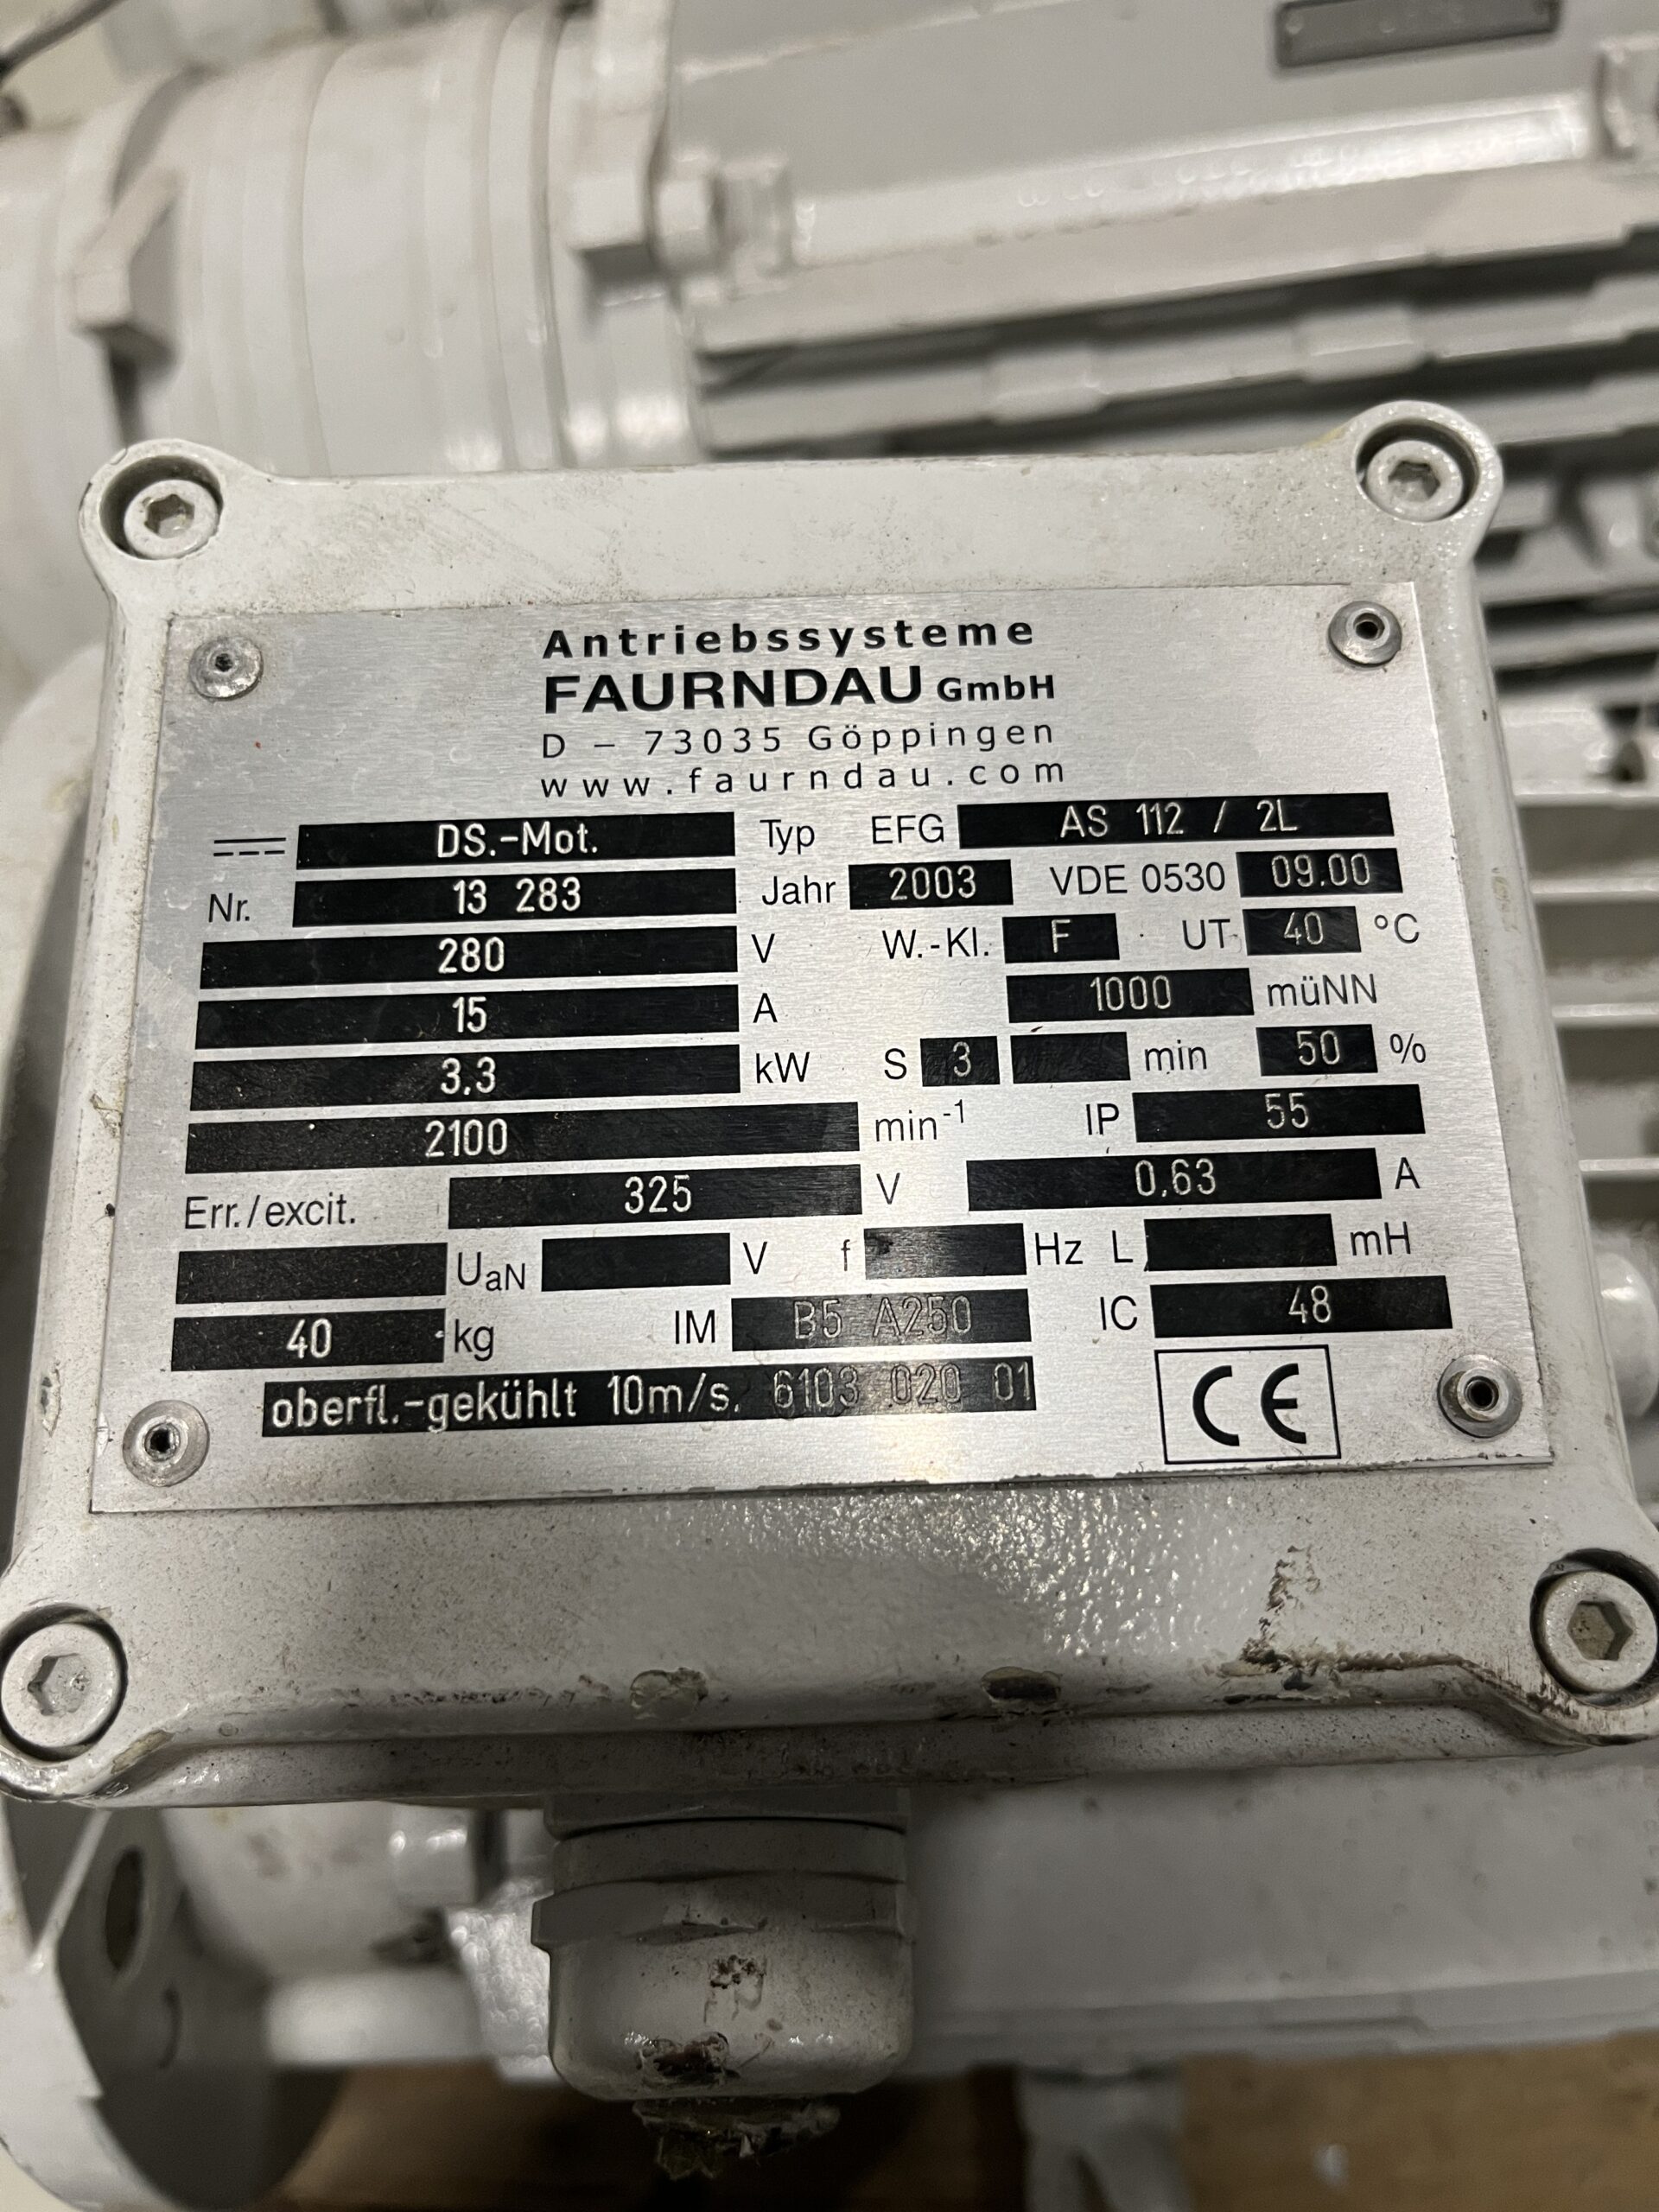 Antriebssysteme
FAURNDAU GmbH
D – 73035 Göppingen
www.faurndau.com
DS.-Mot. Typ EFG AS 112 / 2L
Nr. 13 283 Jahr 2003 VDE 0530 09.00
280 V W.-Kl. F UT 40 °C
15 A 1000 müNN
3,3 kW S 3 min 50 %
2100 min-1 IP 55
Err./excit. 325 V 0,63 A
UaN V f Hz L mH
40 kg IM B5 A250 IC 48
oberfl.-gekühlt 10m/s. 6103 020 01
CE